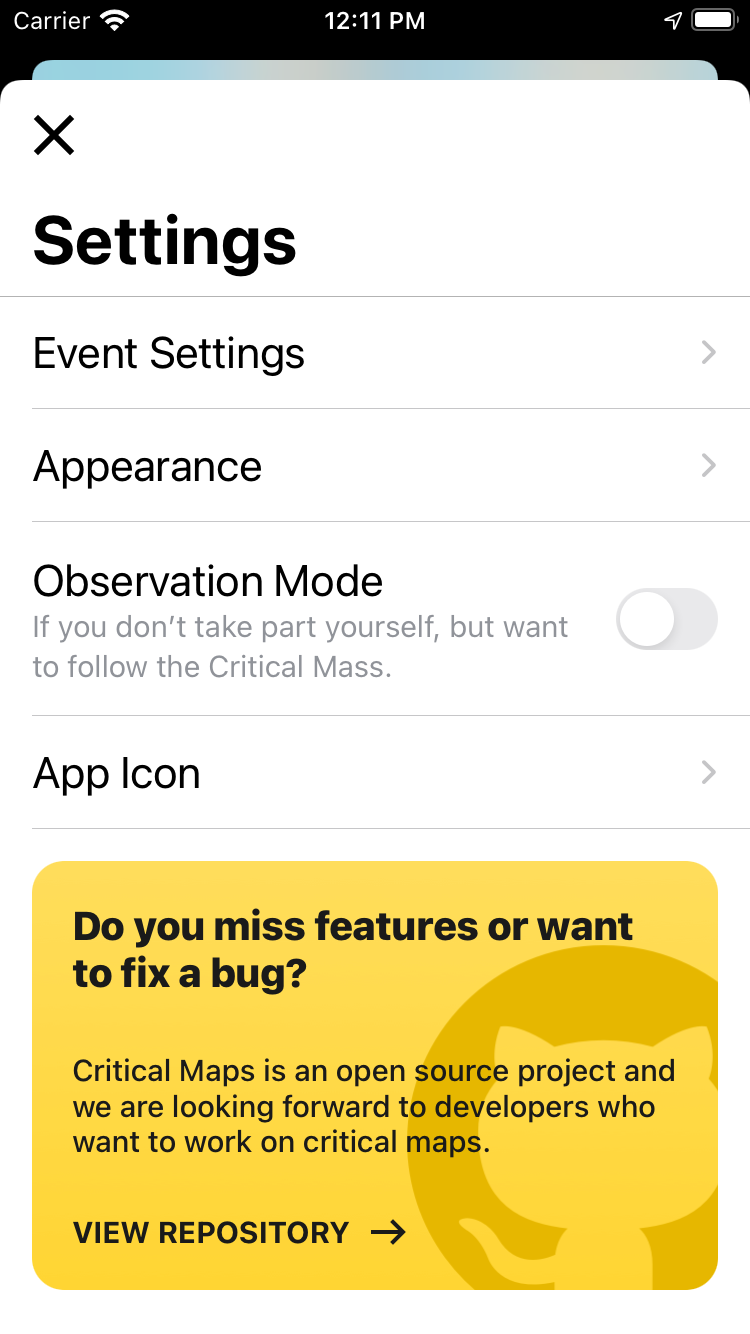 Carrier 12:11 PM
Settings
Event Settings
Appearance
Observation Mode
If you don’t take part yourself, but want
to follow the Critical Mass.
App Icon
Do you miss features or want
to fix a bug?
Critical Maps is an open source project and
we are looking forward to developers who
want to work on critical maps.
VIEW REPOSITORY